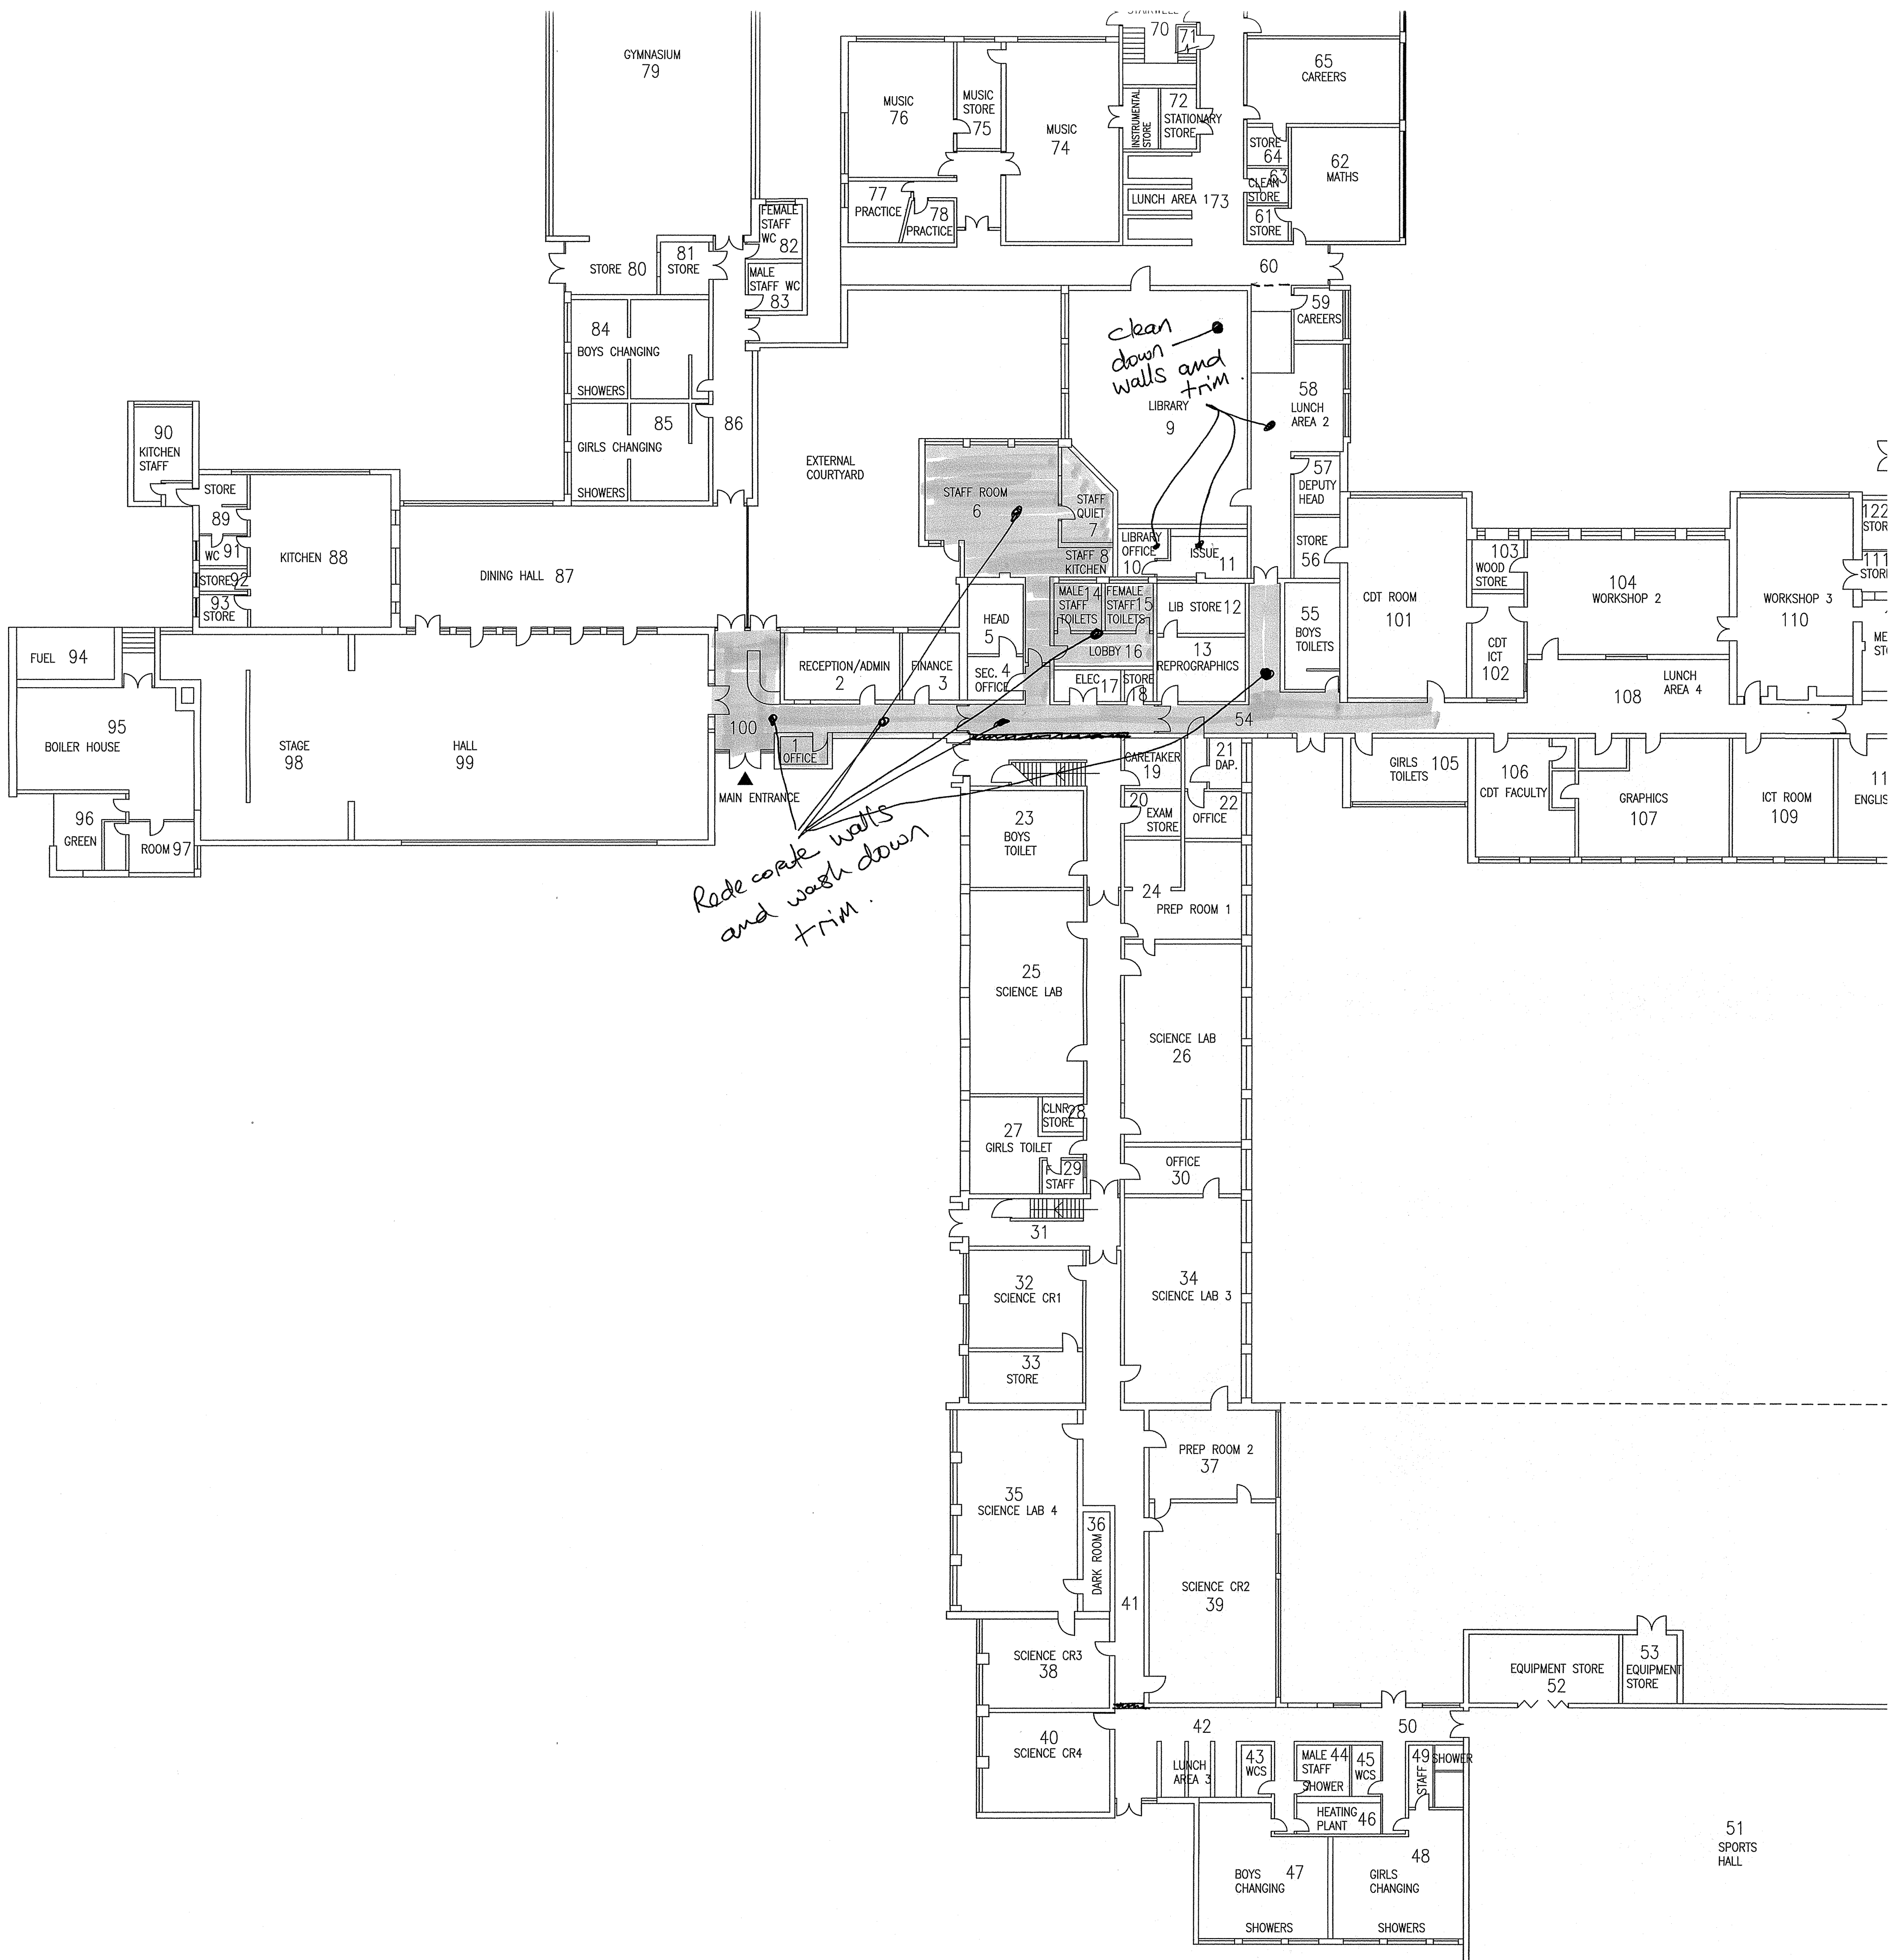 GYMNASIUM
79
MUSIC
76
MUSIC
STORE
75
MUSIC
74
70
71
INSTRUMENTAL
STORE
72
STATIONARY
STORE
65
CAREERS
STORE
64
63
CLEAN
STORE
61
STORE
62
MATHS
77
PRACTICE
78
PRACTICE
LUNCH AREA 1
73
FEMALE
STAFF
WC
82
STORE 80
81
STORE
MALE
STAFF WC
83
60
59
CAREERS
84
BOYS CHANGING
SHOWERS
85
GIRLS CHANGING
SHOWERS
86
clean
down
walls and
trim.
LIBRARY
9
58
LUNCH
AREA 2
57
DEPUTY
HEAD
STORE
56
90
KITCHEN
STAFF
STORE
89
WC 91
STORE 92
93
STORE
KITCHEN 88
DINING HALL 87
EXTERNAL
COURTYARD
STAFF ROOM
6
STAFF
QUIET
7
STAFF 8
KITCHEN
LIBRARY
OFFICE
10
ISSUE
11
HEAD
5
MALE 14
STAFF
TOILETS
FEMALE
STAFF 15
TOILETS
LIB STORE 12
LOBBY 16
13
REPROGRAPHICS
55
BOYS
TOILETS
CDT ROOM
101
103
WOOD
STORE
CDT
ICT
102
104
WORKSHOP 2
WORKSHOP 3
110
122
STOR
111
LUNCH
AREA 4
108
FUEL 94
95
BOILER HOUSE
STAGE
98
HALL
99
RECEPTION/ADMIN
2
FINANCE
3
SEC. 4
OFFICE
ELEC 17
STORE
18
54
100
1
OFFICE
MAIN ENTRANCE
96
GREEN
ROOM 97
CARETAKER
19
21
DAP.
20
EXAM
STORE
22
OFFICE
GIRLS
TOILETS
105
106
CDT FACULTY
GRAPHICS
107
ICT ROOM
109
Redecorate walls
and wash down
trim.
23
BOYS
TOILET
24
PREP ROOM 1
25
SCIENCE LAB
SCIENCE LAB
26
CLNR
28
STORE
27
GIRLS TOILET
29
STAFF
OFFICE
30
31
32
SCIENCE CR1
34
SCIENCE LAB 3
33
STORE
PREP ROOM 2
37
35
SCIENCE LAB 4
36
DARK ROOM
SCIENCE CR2
39
41
SCIENCE CR3
38
40
SCIENCE CR4
EQUIPMENT STORE
52
53
EQUIPMENT
STORE
42
50
LUNCH
AREA 3
43
WCS
MALE 44
STAFF
SHOWER
45
WCS
49
STAFF
SHOWER
HEATING
PLANT 46
BOYS 47
CHANGING
SHOWERS
48
GIRLS
CHANGING
SHOWERS
51
SPORTS
HALL